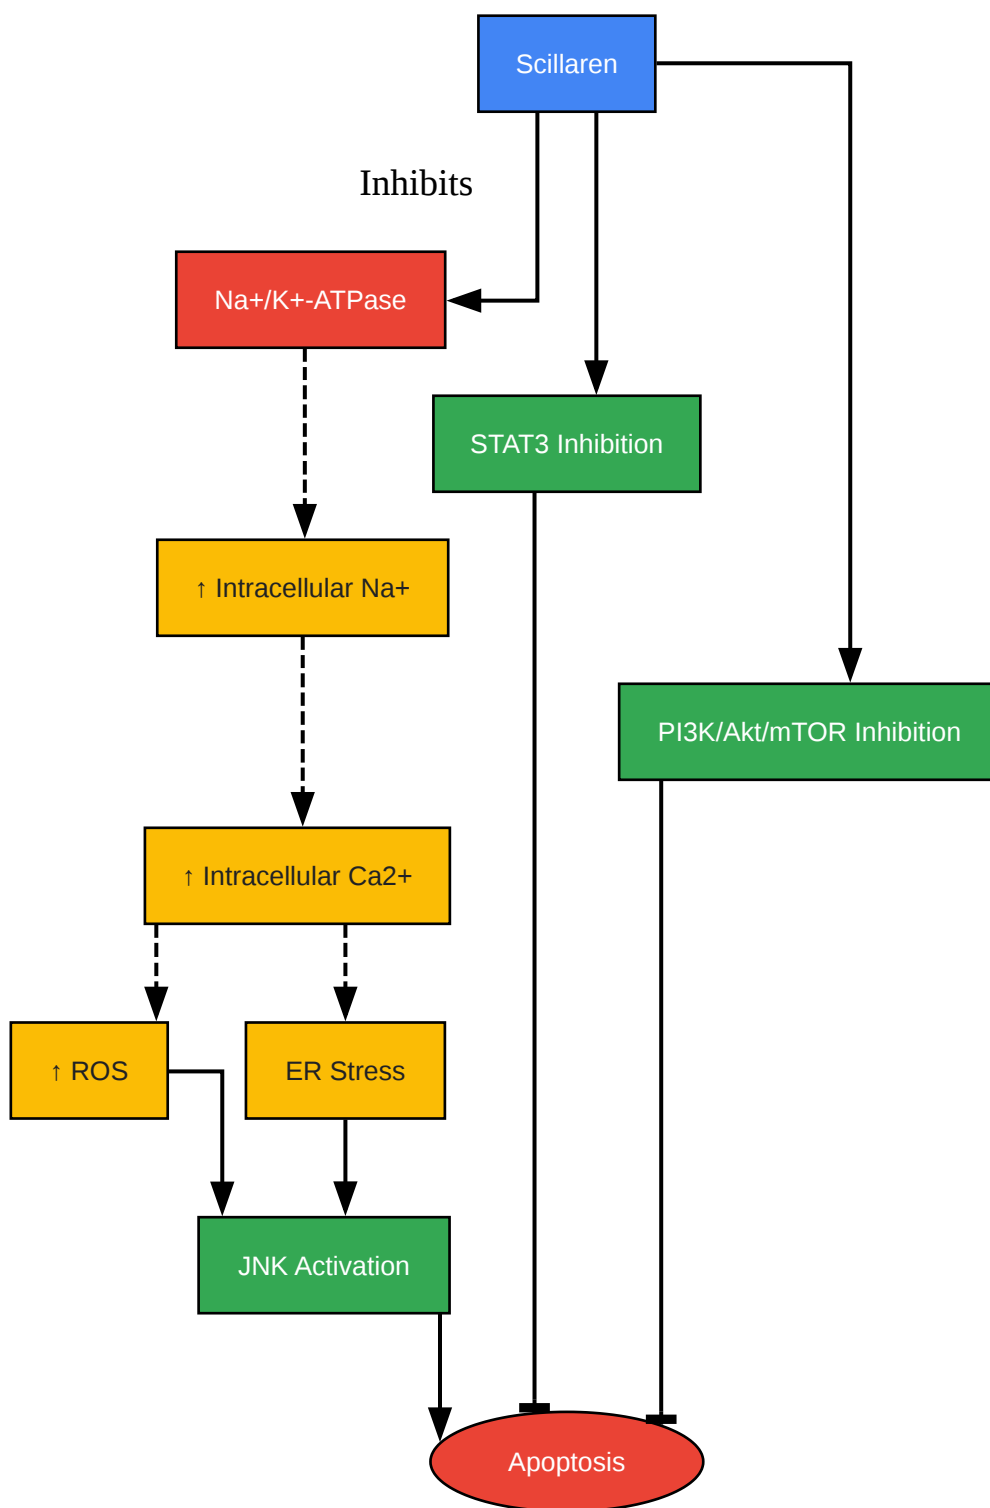 Scillaren
Inhibits
Na+/K+-ATPase
STAT3 Inhibition
↑ Intracellular Na+
PI3K/Akt/mTOR Inhibition
↑ Intracellular Ca2+
↑ ROS
ER Stress
JNK Activation
Apoptosis